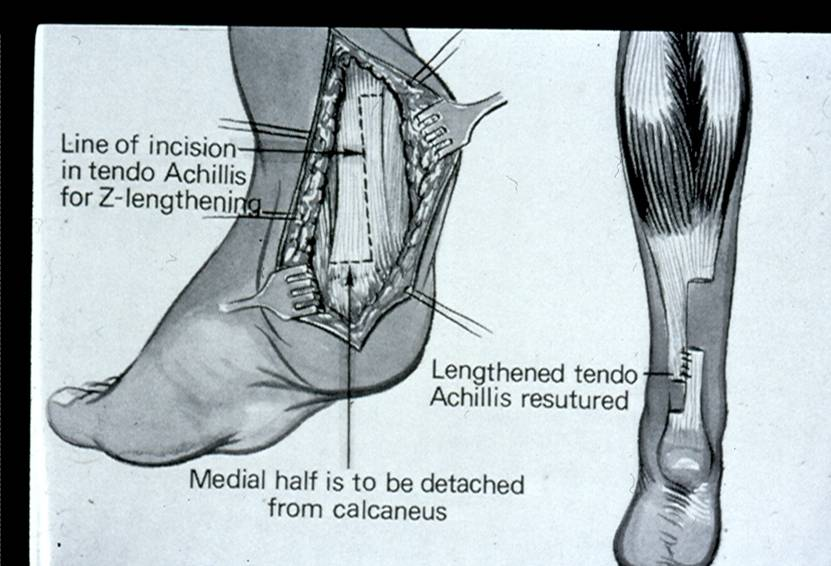 Line of incision
in tendo Achillis
for Z-lengthening
Lengthened tendo
Achillis resutured
Medial half is to be detached
from calcaneus